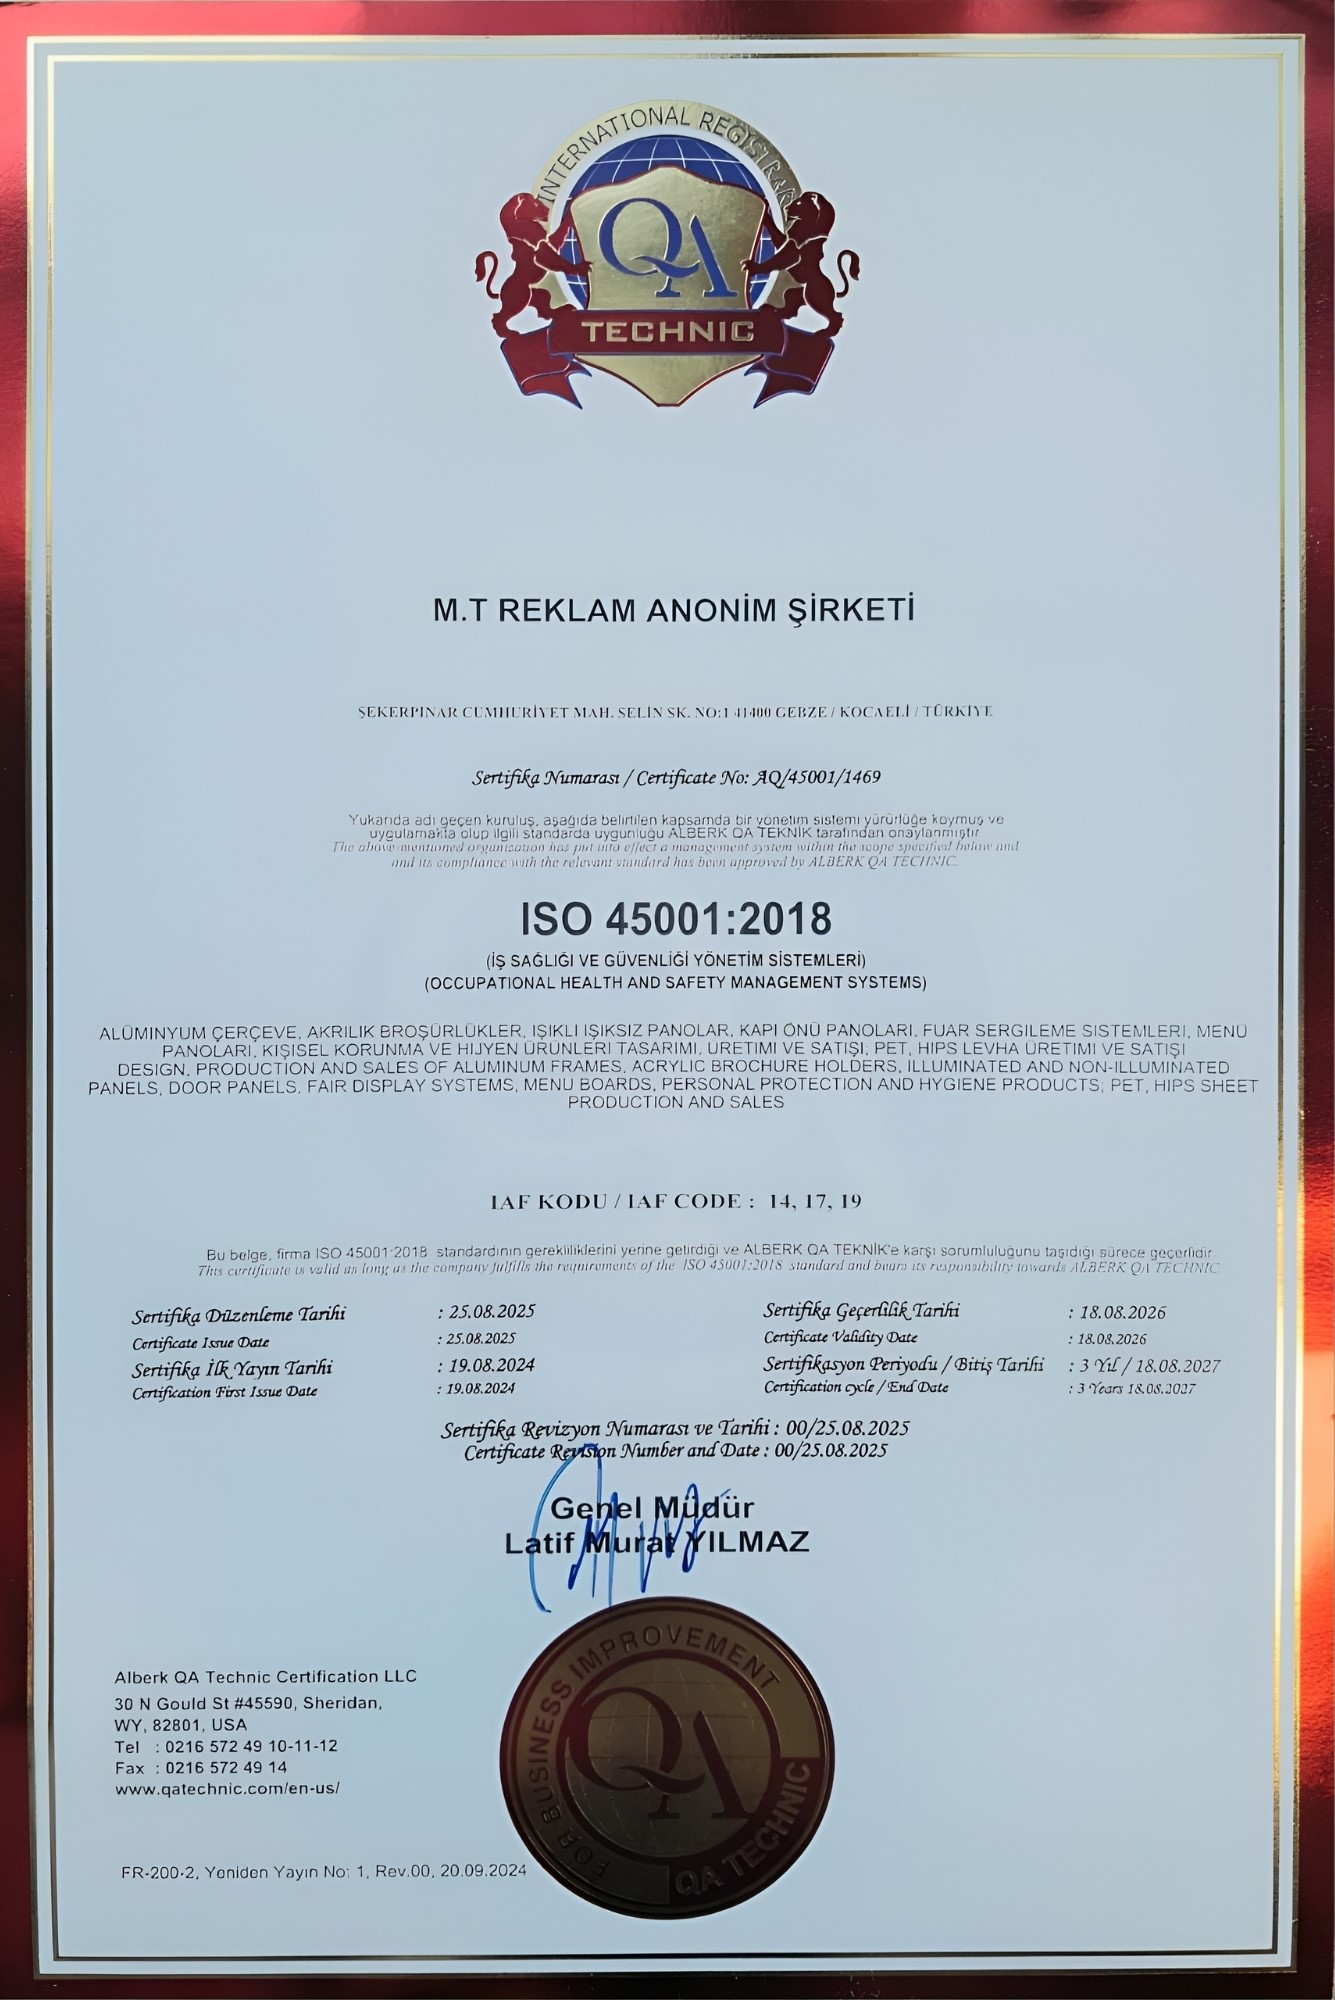 INTERNATIONAL REGISTRAR
QA
TECHNIC
M.T REKLAM ANONİM ŞİRKETİ
ŞEKERPINAR CUMHURİYET MAH. SELİN SK. NO:1 41400 GEBZE / KOCAELİ / TÜRKİYE
Sertifika Numarası / Certificate No: AQ/45001/1469
Yukarıda adı geçen kuruluş, aşağıda belirtilen kapsamda bir yönetim sistemi yürürlüğe koymuş ve
uygulamakta olup ilgili standarda uygunluğu ALBERK QA TEKNİK tarafından onaylanmıştır.
The above-mentioned organization has put into effect a management system within the scope specified below and
and its compliance with the relevant standard has been approved by ALBERK QA TECHNIC.
ISO 45001:2018
(İŞ SAĞLIĞI VE GÜVENLİĞİ YÖNETİM SİSTEMLERİ)
(OCCUPATIONAL HEALTH AND SAFETY MANAGEMENT SYSTEMS)
ALÜMİNYUM ÇERÇEVE, AKRİLİK BROŞÜRLÜKLER, IŞIKLI IŞIKSIZ PANOLAR, KAPI ÖNÜ PANOLARI, FUAR SERGİLEME SİSTEMLERİ, MENÜ
PANOLARI, KİŞİSEL KORUNMA VE HİJYEN ÜRÜNLERİ TASARIMI, ÜRETİMİ VE SATIŞI; PET, HIPS LEVHA ÜRETİMİ VE SATIŞI
DESIGN, PRODUCTION AND SALES OF ALUMINUM FRAMES, ACRYLIC BROCHURE HOLDERS, ILLUMINATED AND NON-ILLUMINATED
PANELS, DOOR PANELS, FAIR DISPLAY SYSTEMS, MENU BOARDS, PERSONAL PROTECTION AND HYGIENE PRODUCTS; PET, HIPS SHEET
PRODUCTION AND SALES
IAF KODU / IAF CODE : 14, 17, 19
Bu belge, firma ISO 45001:2018 standardının gerekliliklerini yerine getirdiği ve ALBERK QA TEKNİK'e karşı sorumluluğunu taşıdığı sürece geçerlidir.
This certificate is valid as long as the company fulfills the requirements of the ISO 45001:2018 standard and bears its responsibility towards ALBERK QA TECHNIC
Sertifika Düzenleme Tarihi : 25.08.2025 Sertifika Geçerlilik Tarihi : 18.08.2026
Certificate Issue Date : 25.08.2025 Certificate Validity Date : 18.08.2026
Sertifika İlk Yayın Tarihi : 19.08.2024 Sertifikasyon Periyodu / Bitiş Tarihi : 3 Yıl / 18.08.2027
Certification First Issue Date : 19.08.2024 Certification cycle / End Date : 3 Years 18.08.2027
Sertifika Revizyon Numarası ve Tarihi : 00/25.08.2025
Certificate Revision Number and Date : 00/25.08.2025
Genel Müdür
Latif Murat YILMAZ
FOR BUSINESS IMPROVEMENT
QA
QA TECHNIC
Alberk QA Technic Certification LLC
30 N Gould St #45590, Sheridan,
WY, 82801, USA
Tel : 0216 572 49 10-11-12
Fax : 0216 572 49 14
www.qatechnic.com/en-us/
FR-200-2, Yeniden Yayın No: 1, Rev.00, 20.09.2024